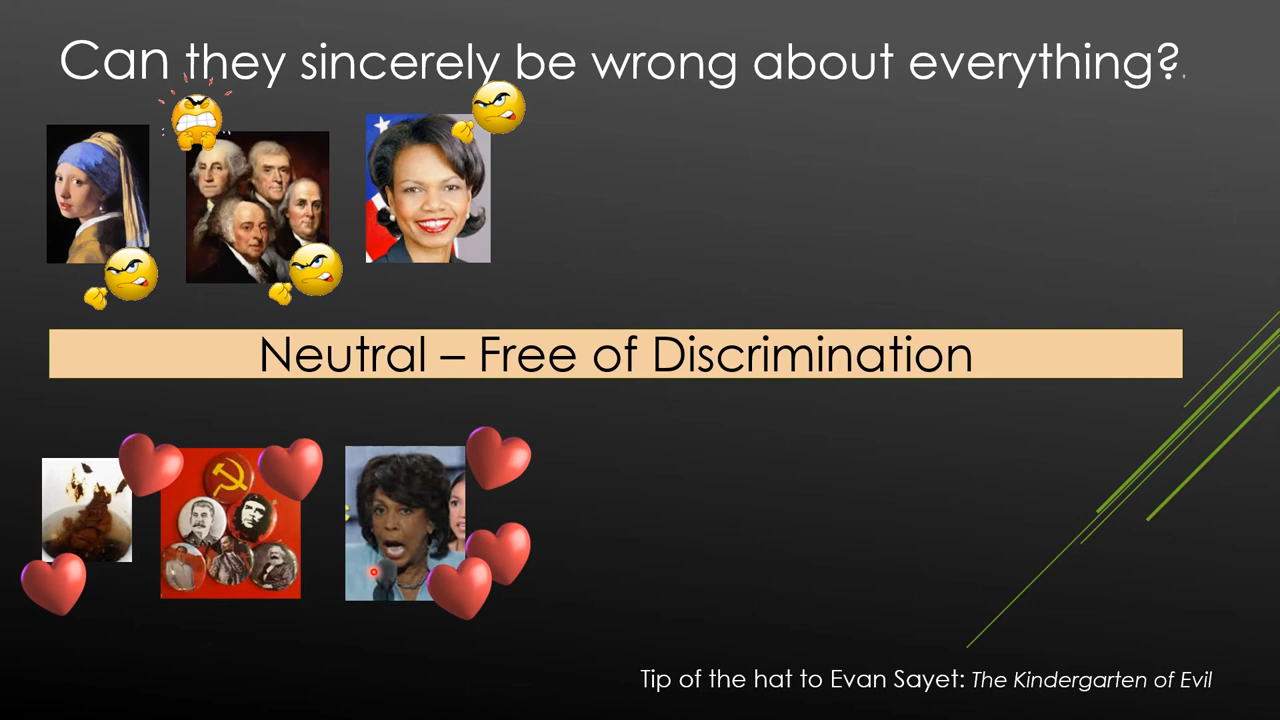 Can they sincerely be wrong about everything?
Neutral – Free of Discrimination
Tip of the hat to Evan Sayet: The Kindergarten of Evil